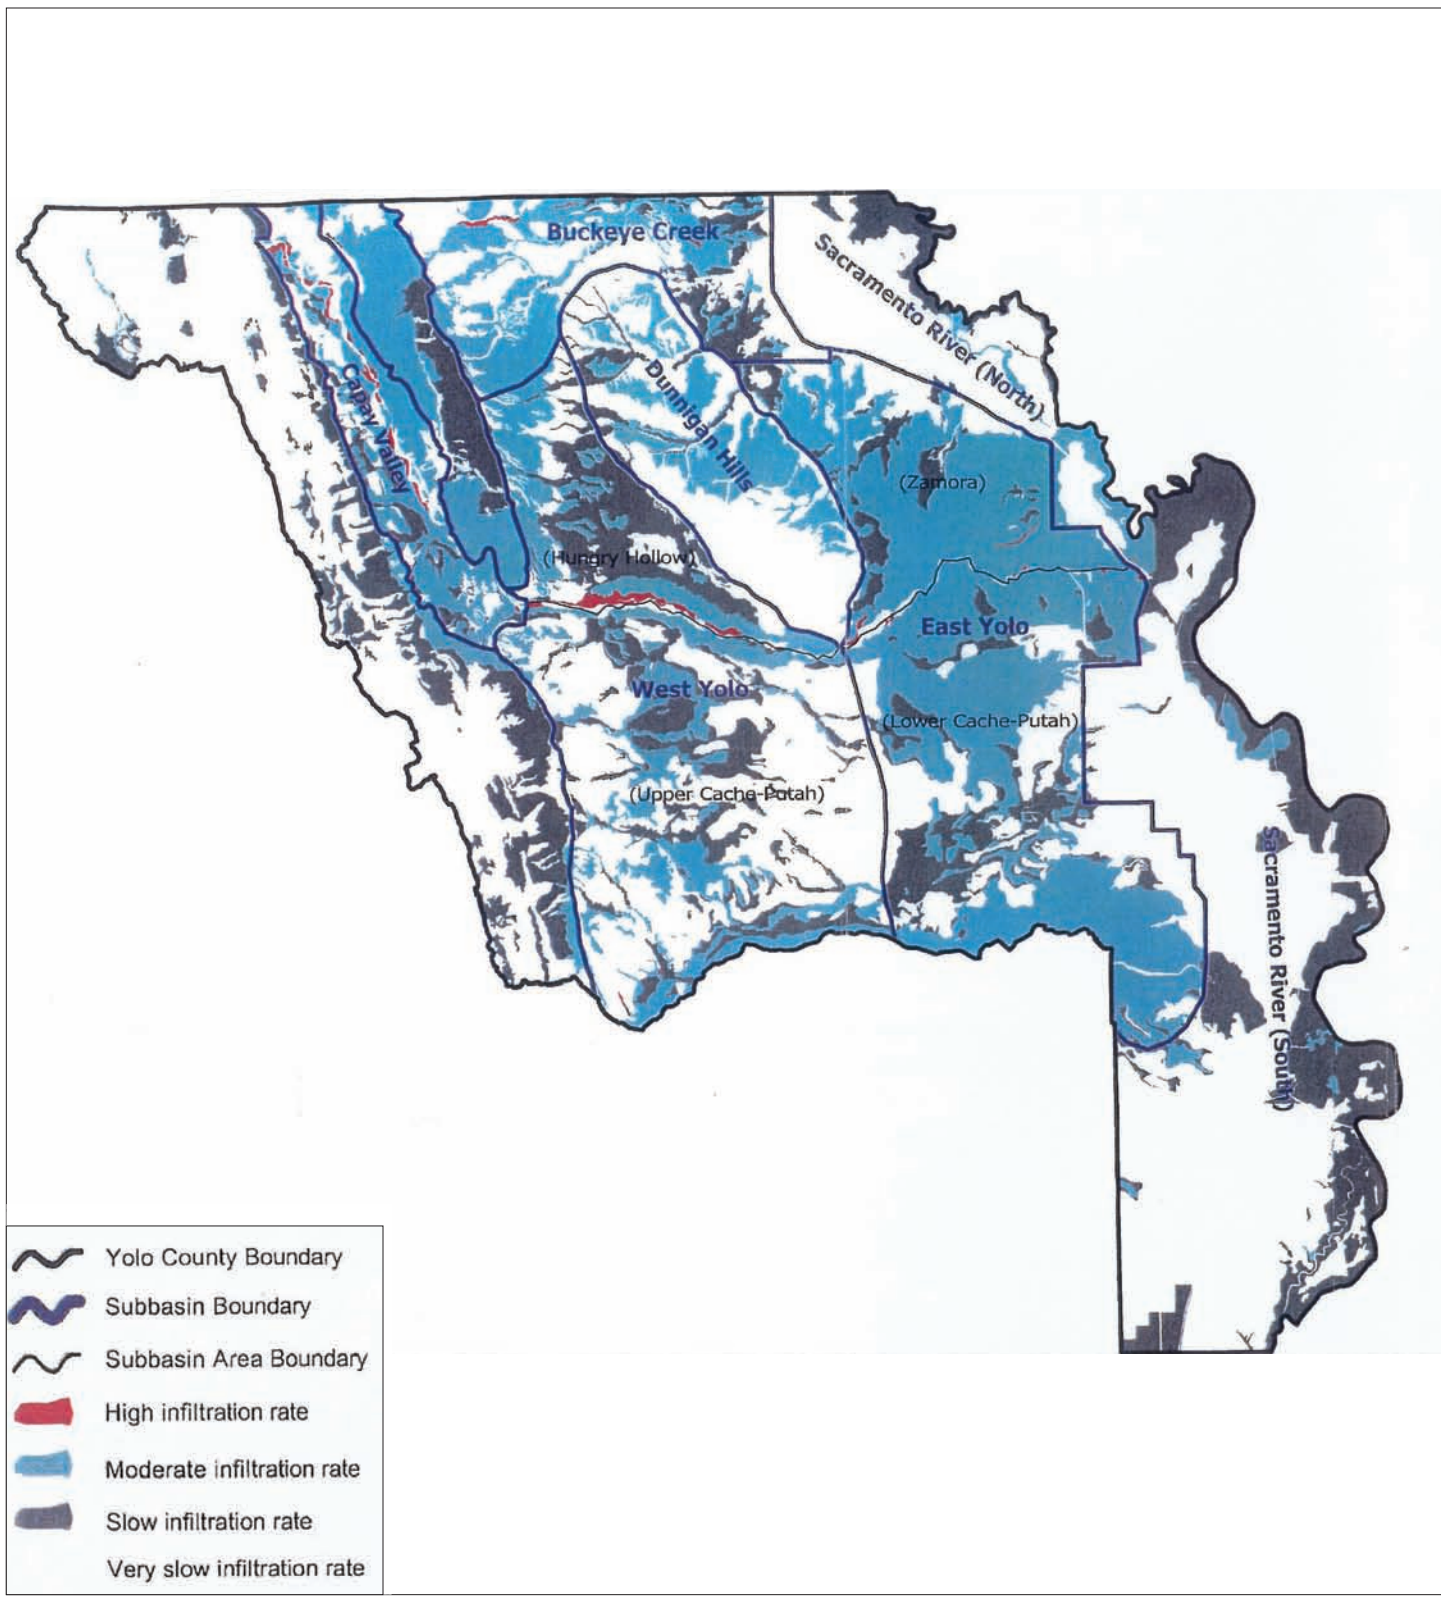 Buckeye Creek
Sacramento River (North)
Capay Valley
Dunnigan Hills
(Zamora)
(Hungry Hollow)
East Yolo
West Yolo
(Lower Cache-Putah)
(Upper Cache-Putah)
Sacramento River (South)
Yolo County Boundary
Subbasin Boundary
Subbasin Area Boundary
High infiltration rate
Moderate infiltration rate
Slow infiltration rate
Very slow infiltration rate